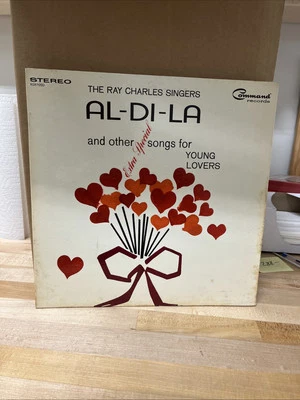 STEREO
THE RAY CHARLES SINGERS
Command
records
AL-DI-LA
and other songs for
Extra Special
YOUNG
LOVERS